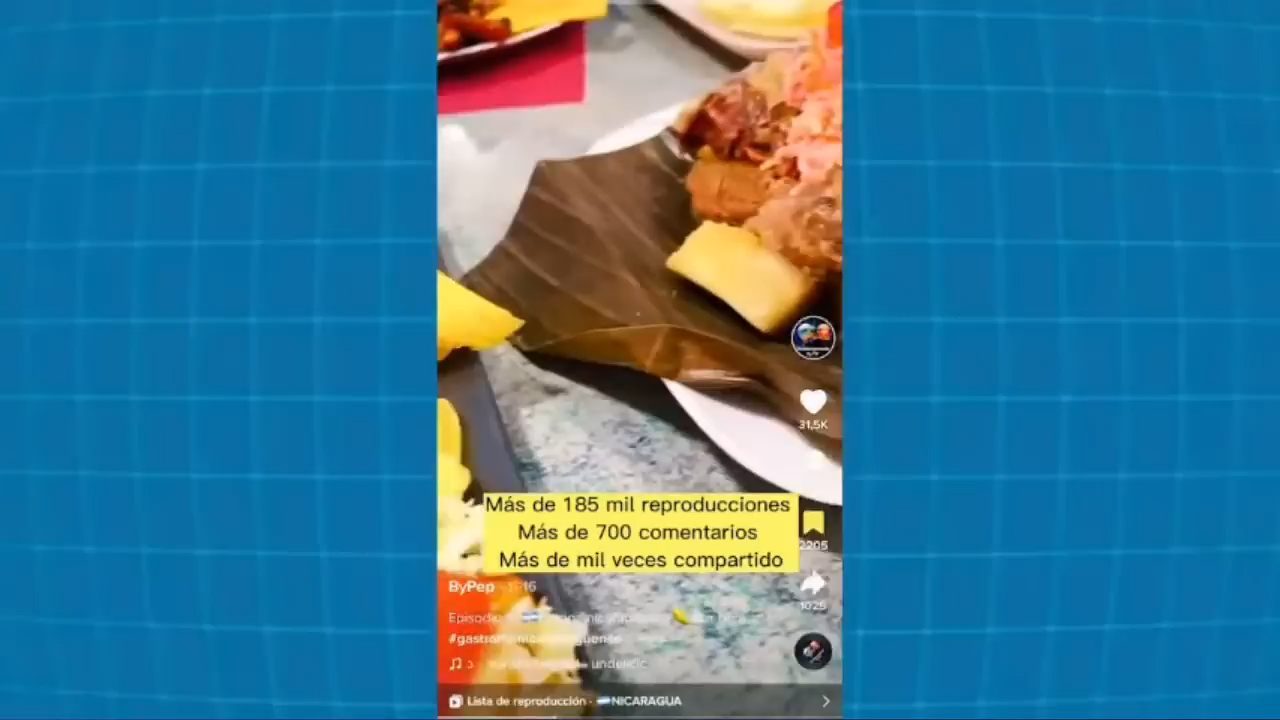 31,5K
Más de 185 mil reproducciones
Más de 700 comentarios
Más de mil veces compartido
2205
ByPep
1025
Episodio
Lista de reproducción · NICARAGUA